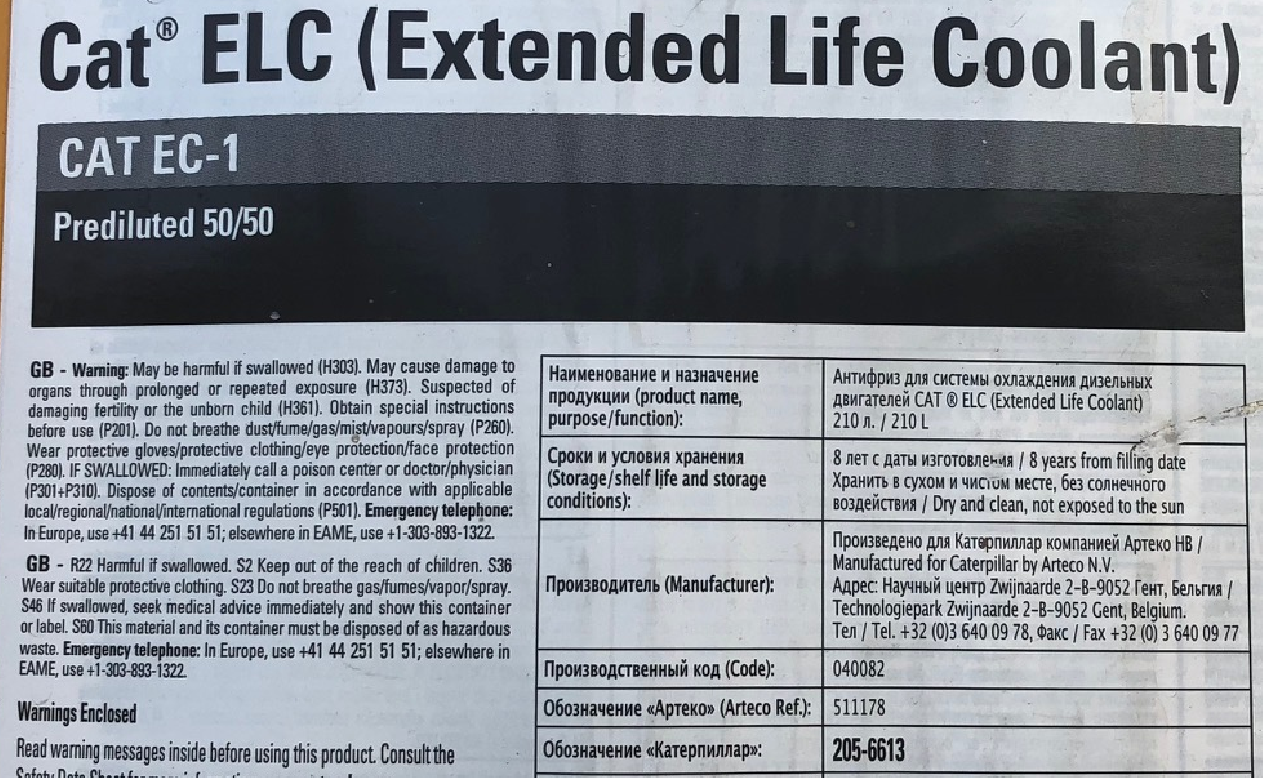 Cat® ELC (Extended Life Coolant)
CAT EC-1
Prediluted 50/50
GB - Warning: May be harmful if swallowed (H303). May cause damage to
organs through prolonged or repeated exposure (H373). Suspected of
damaging fertility or the unborn child (H361). Obtain special instructions
before use (P201). Do not breathe dust/fume/gas/mist/vapours/spray (P260).
Wear protective gloves/protective clothing/eye protection/face protection
(P280). IF SWALLOWED: Immediately call a poison center or doctor/physician
(P301+P310). Dispose of contents/container in accordance with applicable
local/regional/national/international regulations (P501). Emergency telephone:
In Europe, use +41 44 251 51 51; elsewhere in EAME, use +1-303-893-1322.
GB - R22 Harmful if swallowed. S2 Keep out of the reach of children. S36
Wear suitable protective clothing. S23 Do not breathe gas/fumes/vapor/spray.
S46 If swallowed, seek medical advice immediately and show this container
or label. S60 This material and its container must be disposed of as hazardous
waste. Emergency telephone: In Europe, use +41 44 251 51 51; elsewhere in
EAME, use +1-303-893-1322.
Warnings Enclosed
Read warning messages inside before using this product. Consult the
Наименование и назначение
продукции (product name,
purpose/function):
Антифриз для системы охлаждения дизельных
двигателей CAT ® ELC (Extended Life Coolant)
210 л. / 210 L
Сроки и условия хранения
(Storage/shelf life and storage
conditions):
8 лет с даты изготовления / 8 years from filling date
Хранить в сухом и чистом месте, без солнечного
воздействия / Dry and clean, not exposed to the sun
Производитель (Manufacturer):
Произведено для Катерпиллар компанией Артеко НВ /
Manufactured for Caterpillar by Arteco N.V.
Адрес: Научный центр Zwijnaarde 2-B-9052 Гент, Бельгия /
Technologiepark Zwijnaarde 2-B-9052 Gent, Belgium.
Тел / Tel. +32 (0)3 640 09 78, Факс / Fax +32 (0) 3 640 09 77
Производственный код (Code):
040082
Обозначение «Артеко» (Arteco Ref.):
511178
Обозначение «Катерпиллар»:
205-6613